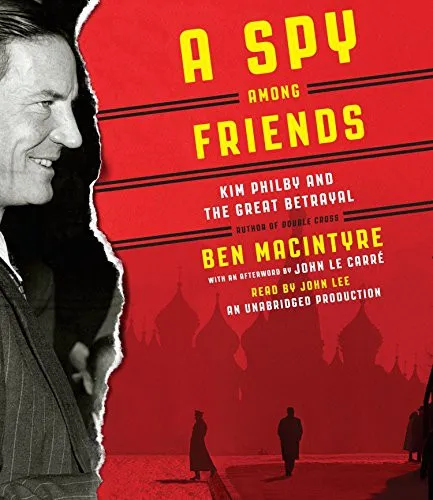 A SPY
AMONG
FRIENDS
KIM PHILBY AND
THE GREAT BETRAYAL
AUTHOR OF DOUBLE CROSS
BEN MACINTYRE
WITH AN AFTERWORD BY JOHN LE CARRÉ
READ BY JOHN LEE
AN UNABRIDGED PRODUCTION